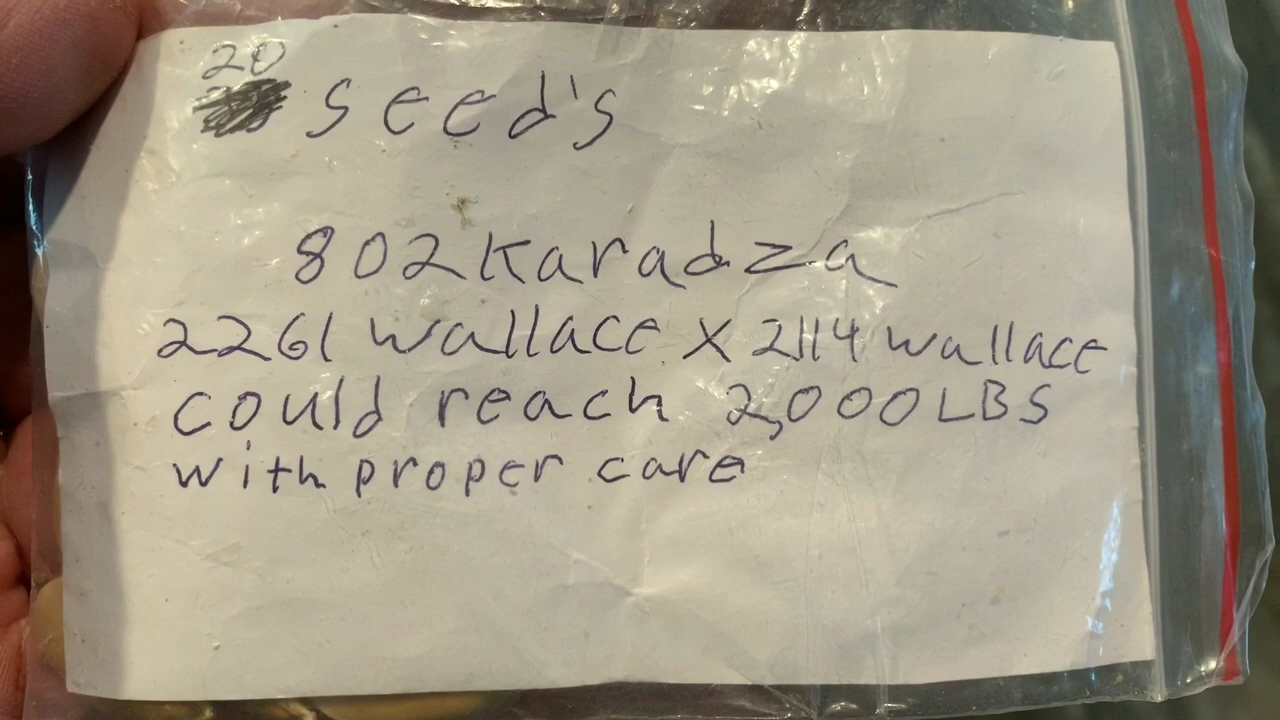 20
seed's
802 Karadza
2261 wallace X 2114 wallace
could reach 2,000 LBS
with proper care